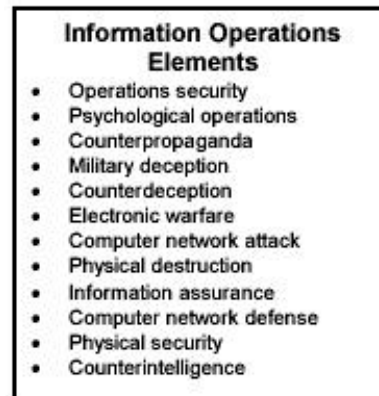 Information Operations
Elements
• Operations security
• Psychological operations
• Counterpropaganda
• Military deception
• Counterdeception
• Electronic warfare
• Computer network attack
• Physical destruction
• Information assurance
• Computer network defense
• Physical security
• Counterintelligence